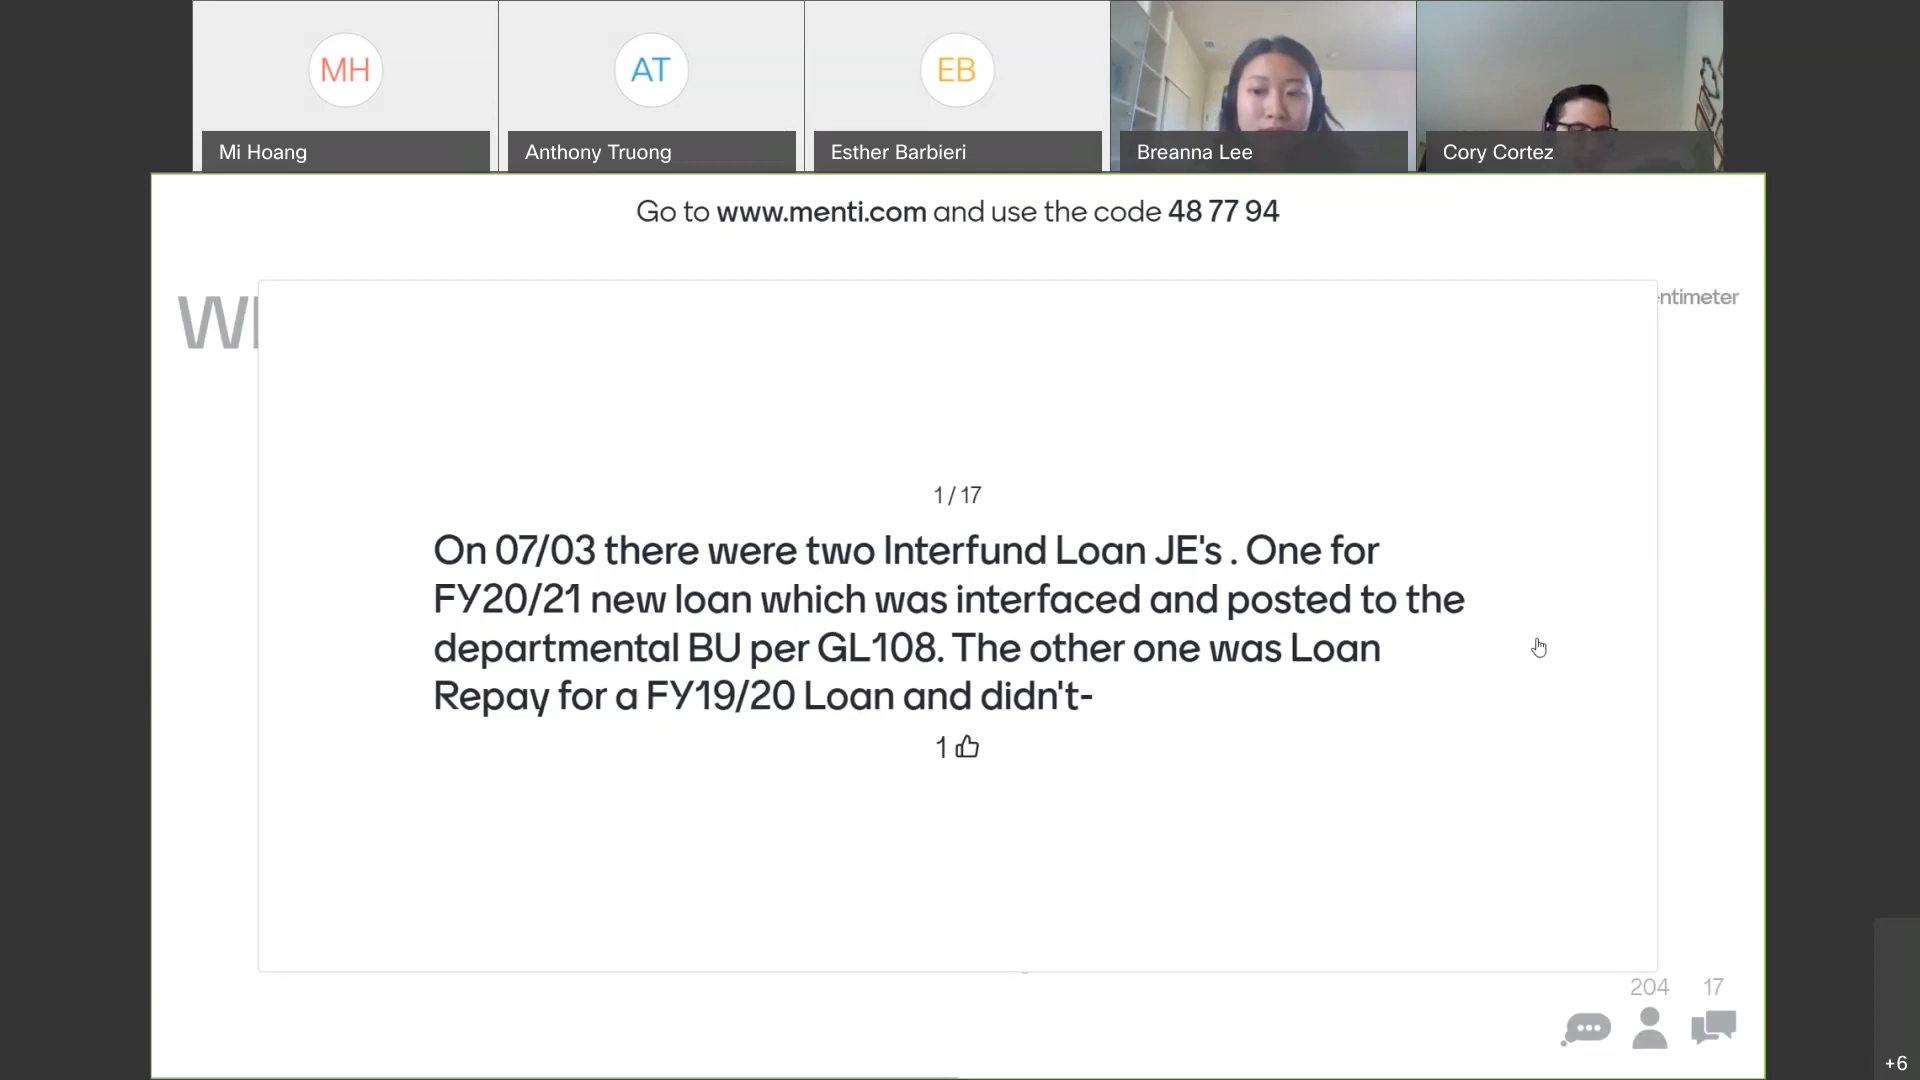 MH
AT
EB
Mi Hoang
Anthony Truong
Esther Barbieri
Breanna Lee
Cory Cortez
Go to www.menti.com and use the code 48 77 94
ntimeter
1 / 17
On 07/03 there were two Interfund Loan JE's . One for
FY20/21 new loan which was interfaced and posted to the
departmental BU per GL108. The other one was Loan
Repay for a FY19/20 Loan and didn't-
1
204
17
+6